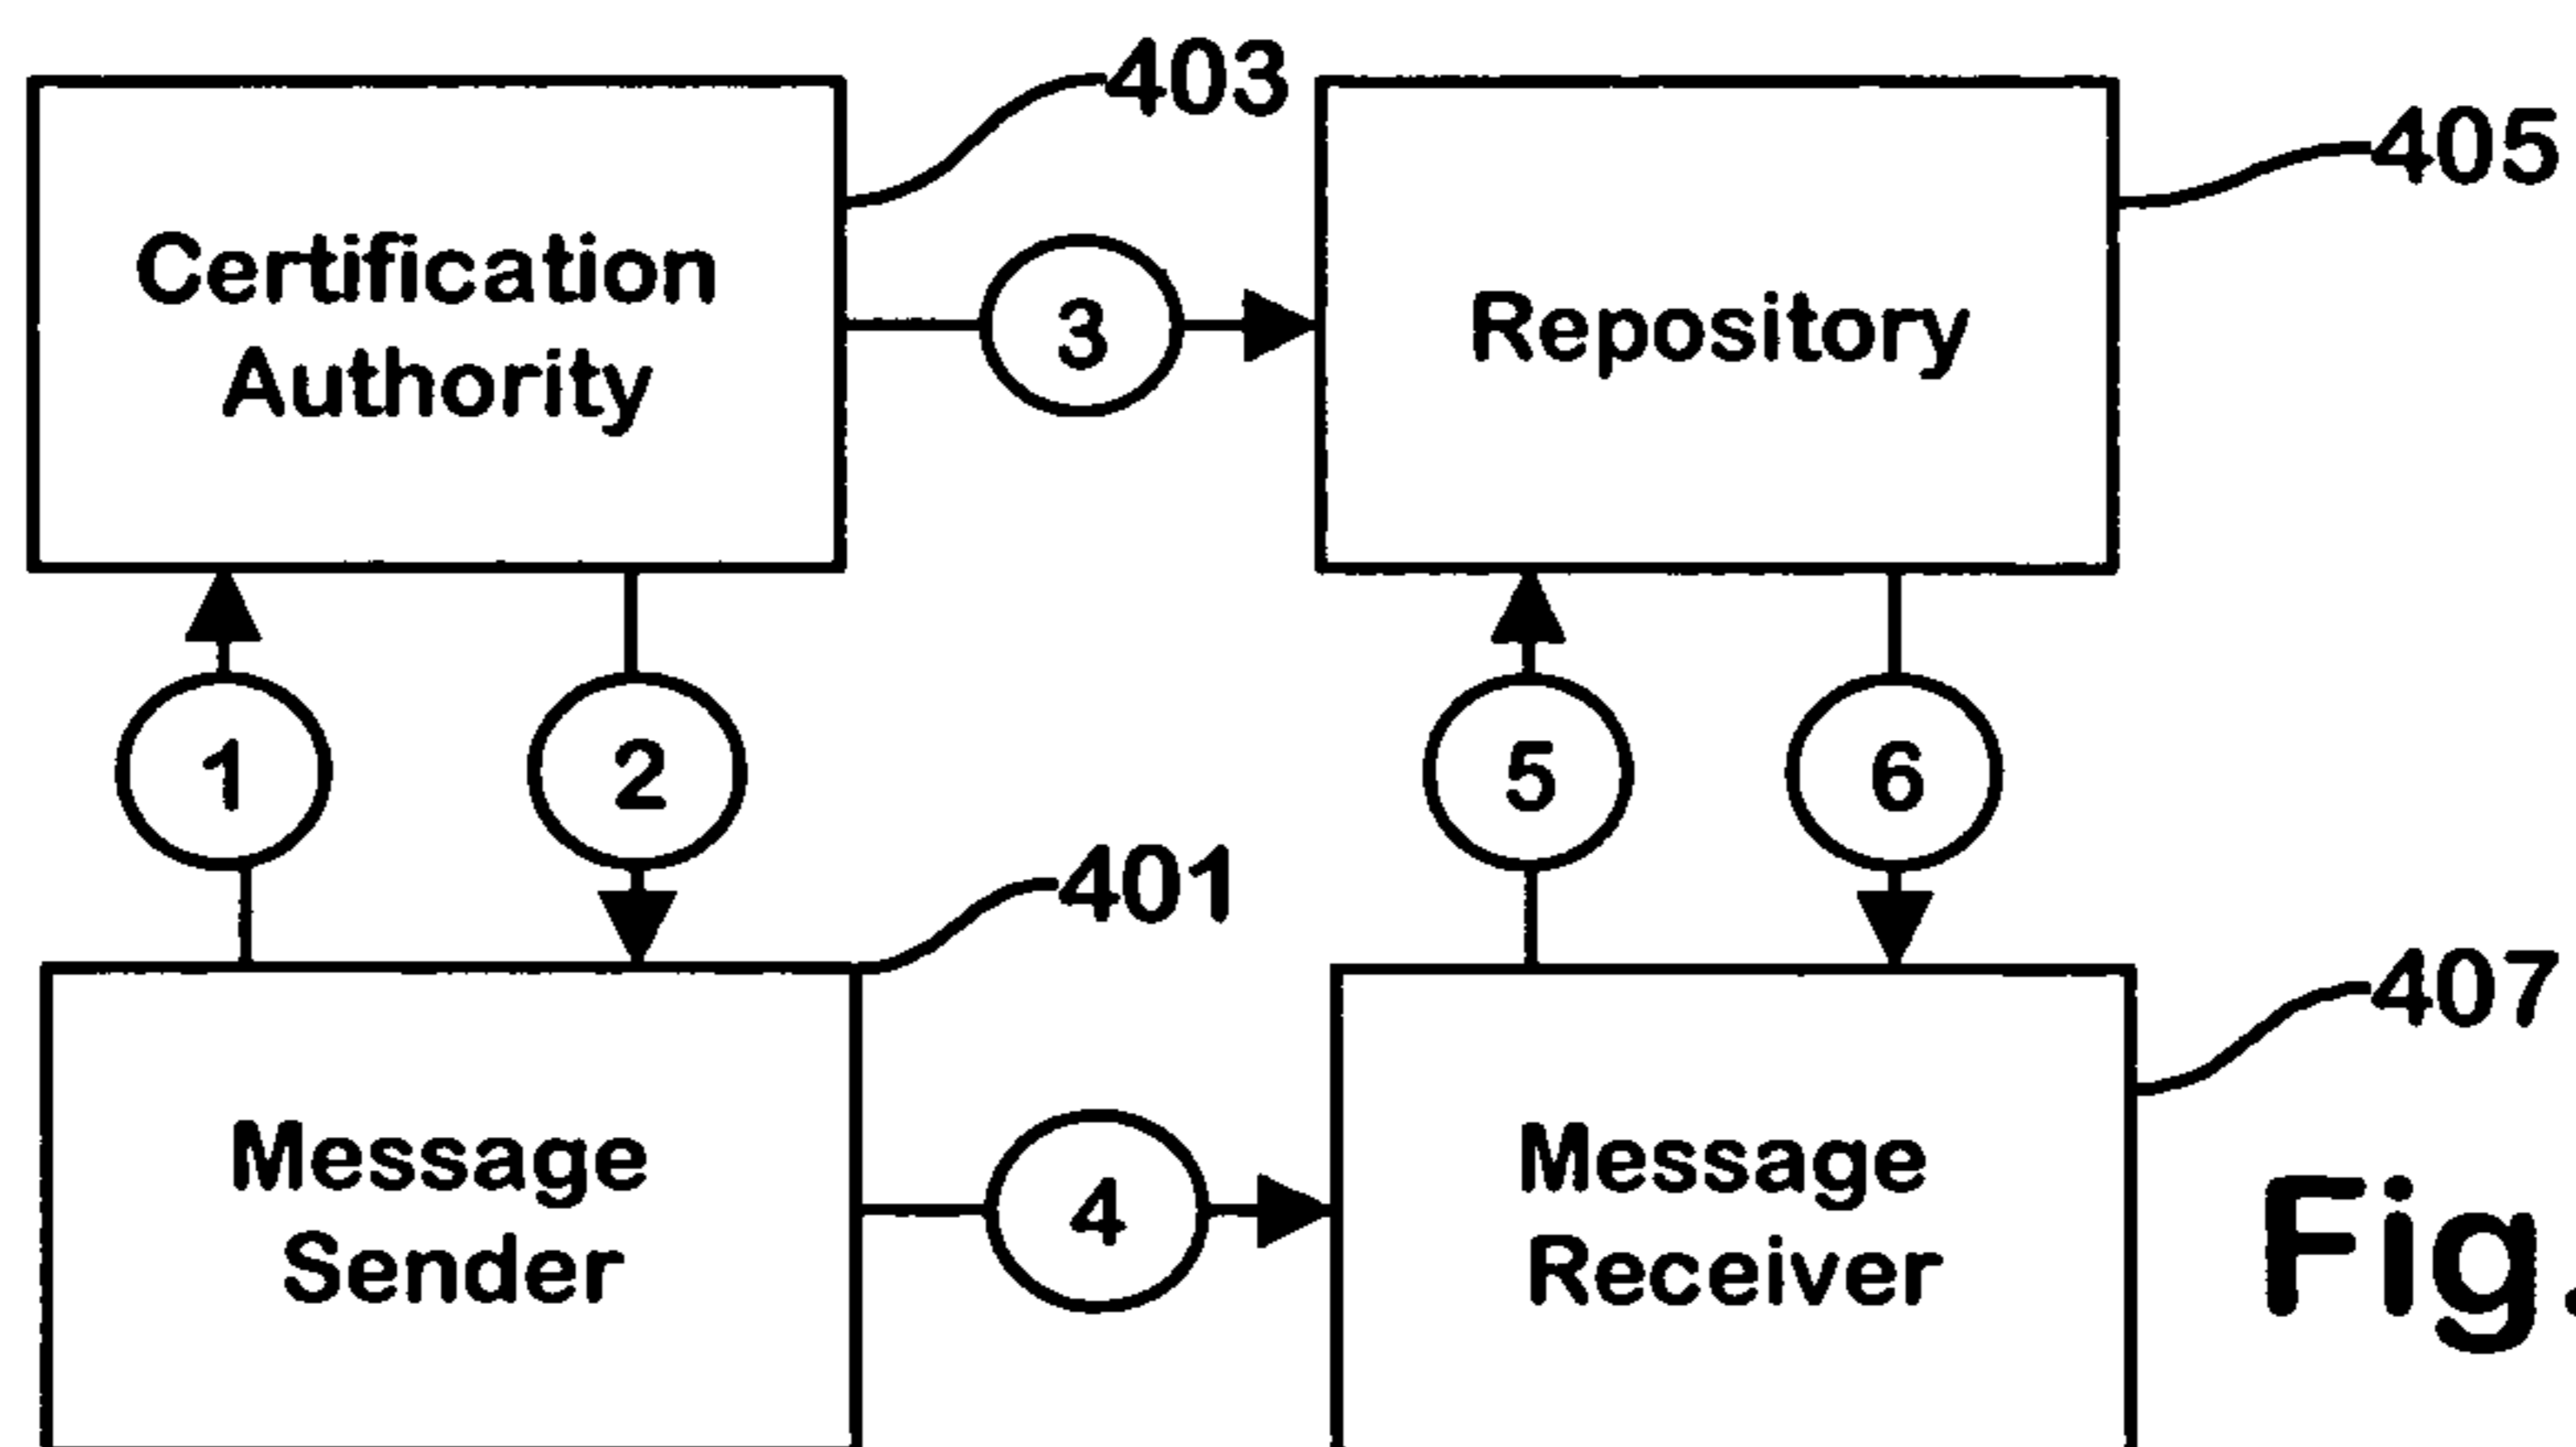 403
405
Certification
Authority
3
Repository
1
2
5
6
401
407
Message
Sender
4
Message
Receiver
Fig.